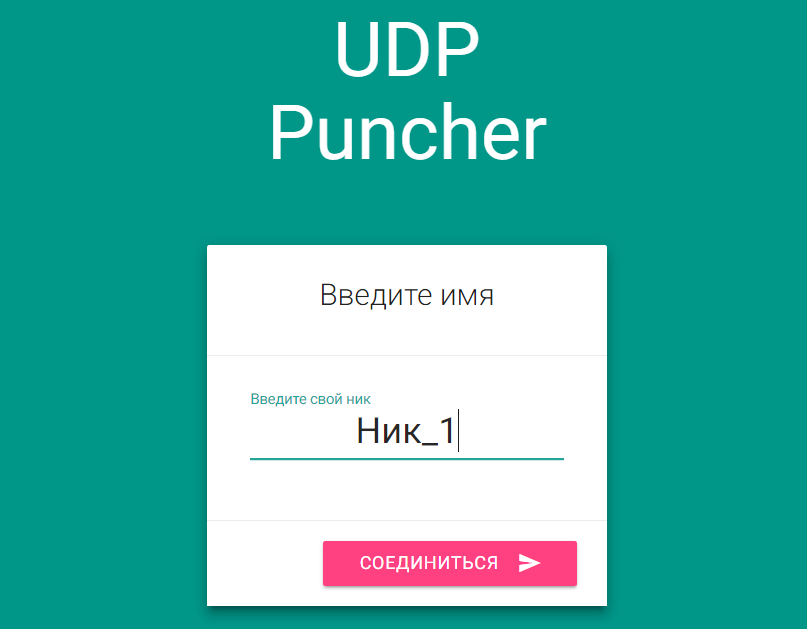 UDP
Puncher
Введите имя
Введите свой ник
Ник_1
СОЕДИНИТЬСЯ